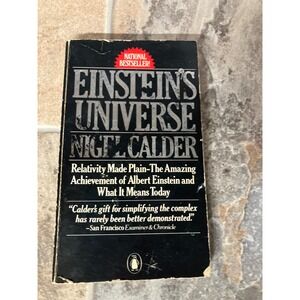 NATIONAL
BESTSELLER!
EINSTEIN'S
UNIVERSE
NIGEL CALDER
Relativity Made Plain–The Amazing
Achievement of Albert Einstein and
What It Means Today
"Calder's gift for simplifying the complex
has rarely been better demonstrated."
–San Francisco Examiner & Chronicle